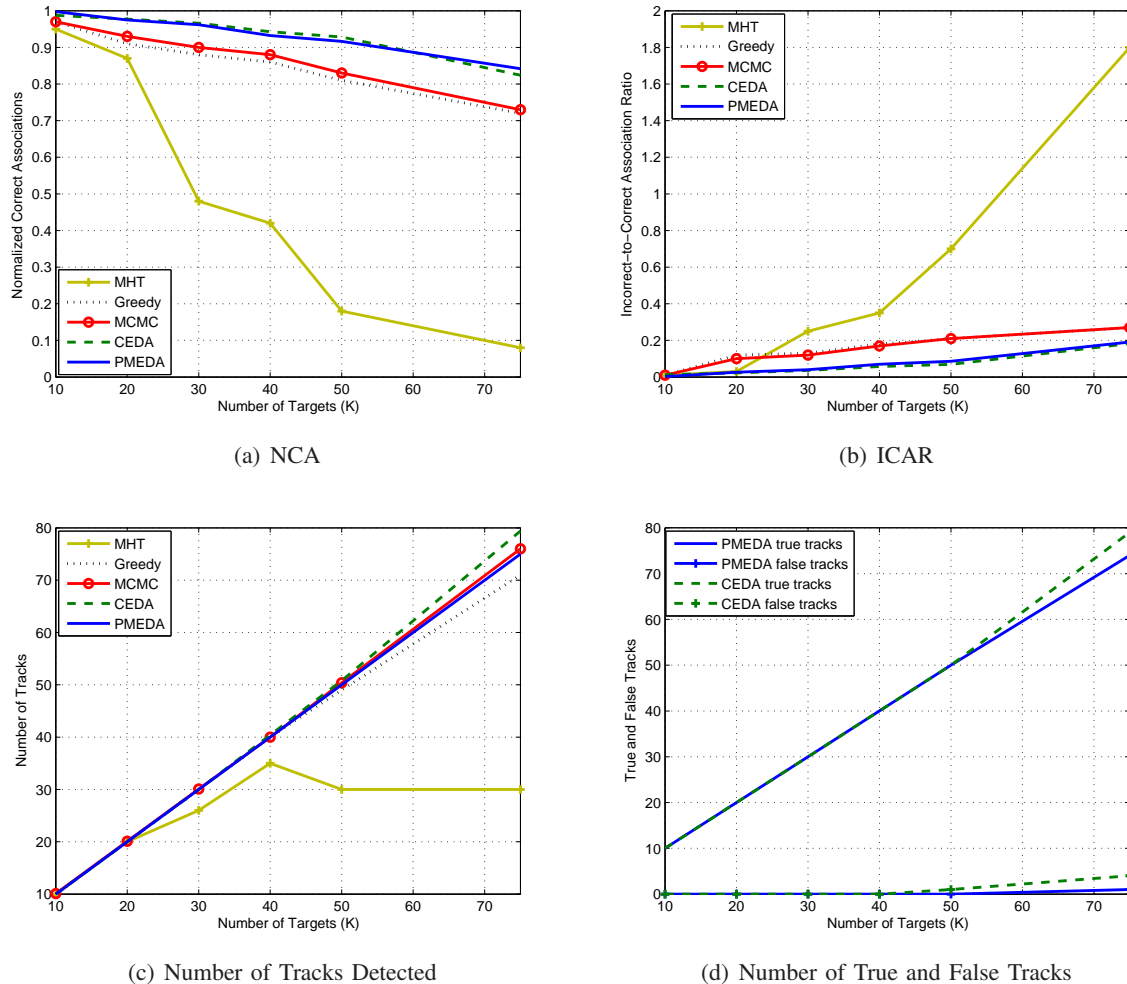 1
0.9
0.8
0.7
0.6
0.5
0.4
0.3
0.2
0.1
0
10 20 30 40 50 60 70
Normalized Correct Associations
Number of Targets (K)
MHT
Greedy
MCMC
CEDA
PMEDA
(a) NCA
2
1.8
1.6
1.4
1.2
1
0.8
0.6
0.4
0.2
0
10 20 30 40 50 60 70
Incorrect-to-Correct Association Ratio
Number of Targets (K)
MHT
Greedy
MCMC
CEDA
PMEDA
(b) ICAR
80
70
60
50
40
30
20
10
10 20 30 40 50 60 70
Number of Tracks
Number of Targets (K)
MHT
Greedy
MCMC
CEDA
PMEDA
(c) Number of Tracks Detected
80
70
60
50
40
30
20
10
0
10 20 30 40 50 60 70
True and False Tracks
Number of Targets (K)
PMEDA true tracks
PMEDA false tracks
CEDA true tracks
CEDA false tracks
(d) Number of True and False Tracks